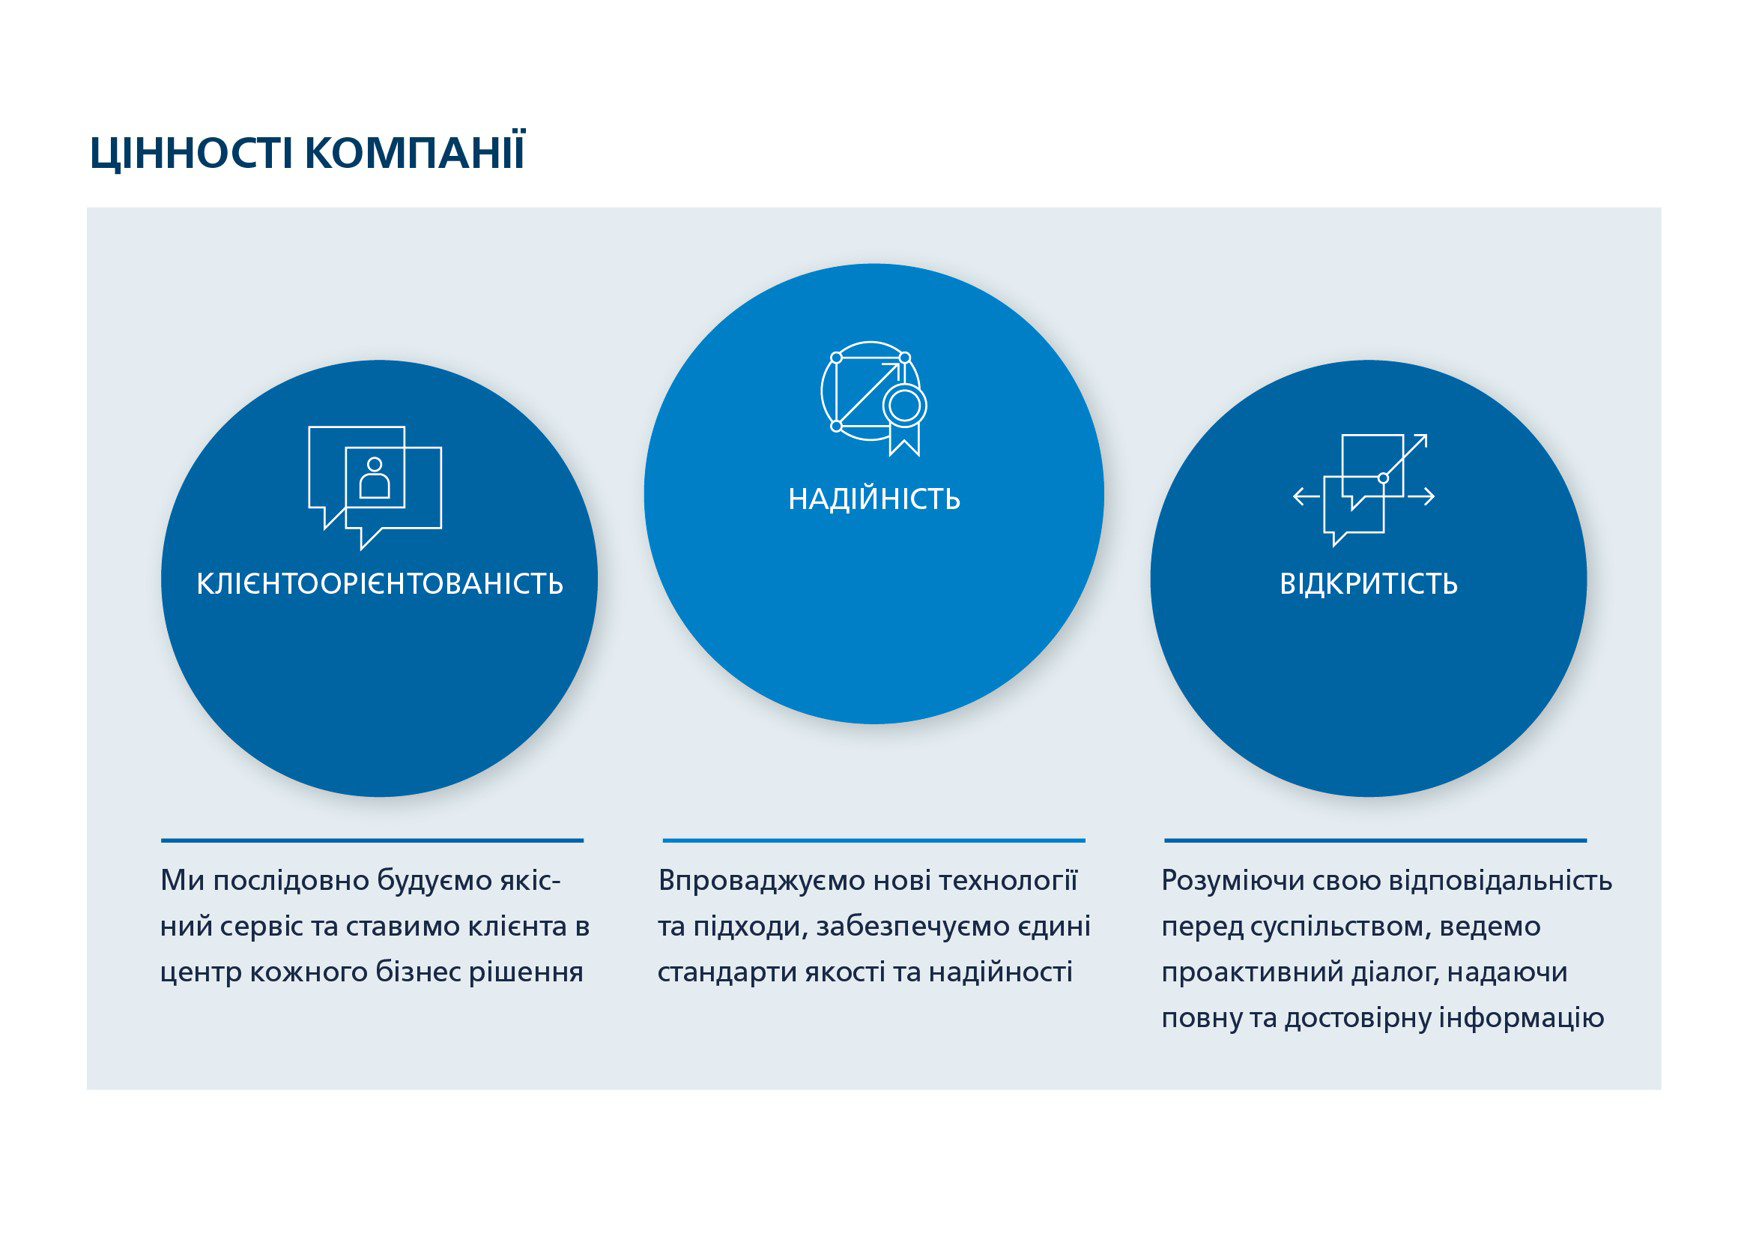 ЦІННОСТІ КОМПАНІЇ
КЛІЄНТООРІЄНТОВАНІСТЬ
Ми послідовно будуємо якіс-
ний сервіс та ставимо клієнта в
центр кожного бізнес рішення
НАДІЙНІСТЬ
Впроваджуємо нові технології
та підходи, забезпечуємо єдині
стандарти якості та надійності
ВІДКРИТІСТЬ
Розуміючи свою відповідальність
перед суспільством, ведемо
проактивний діалог, надаючи
повну та достовірну інформацію